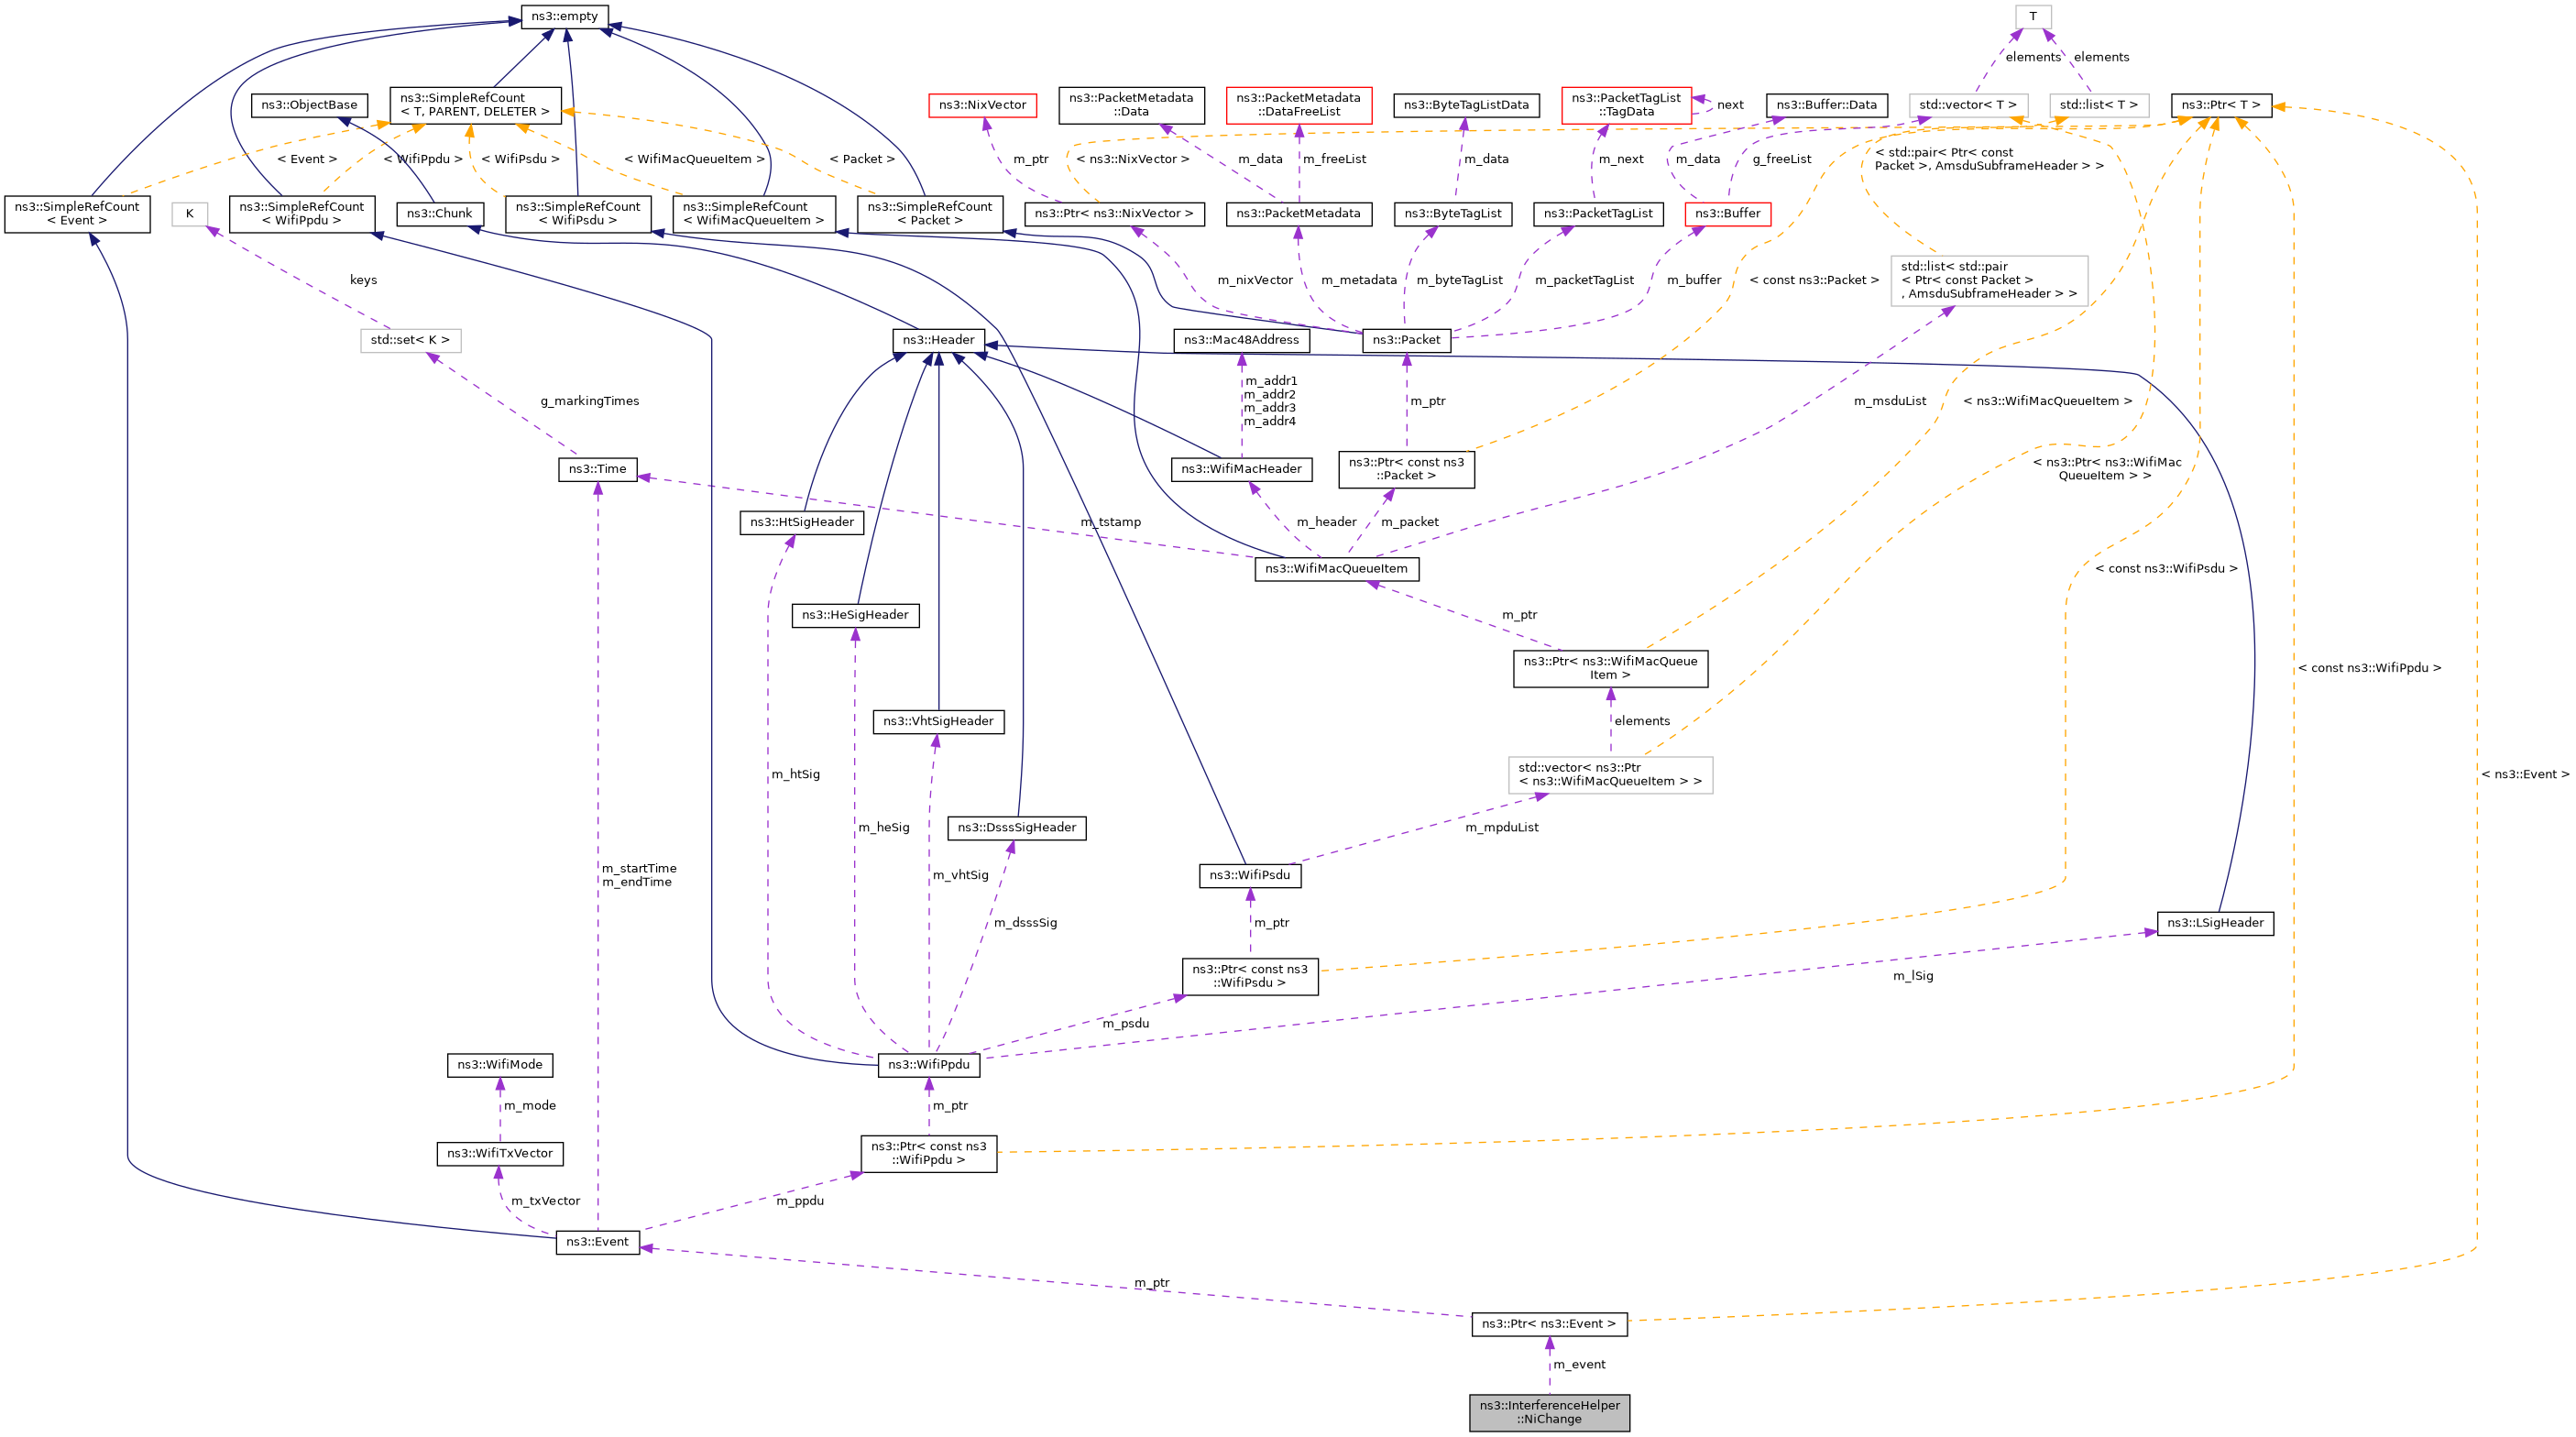 ns3::empty
T
elements
elements
ns3::SimpleRefCount
< T, PARENT, DELETER >
ns3::ObjectBase
ns3::NixVector
ns3::PacketMetadata
::Data
ns3::PacketMetadata
::DataFreeList
ns3::ByteTagListData
ns3::PacketTagList
::TagData
next
ns3::Buffer::Data
std::vector< T >
std::list< T >
ns3::Ptr< T >
< Event >
< WifiPpdu >
< WifiPsdu >
< WifiMacQueueItem >
< Packet >
m_ptr
< ns3::NixVector >
m_data
m_freeList
m_data
m_next
m_data
g_freeList
< std::pair< Ptr< const
Packet >, AmsduSubframeHeader > >
ns3::SimpleRefCount
< Event >
K
ns3::SimpleRefCount
< WifiPpdu >
ns3::Chunk
ns3::SimpleRefCount
< WifiPsdu >
ns3::SimpleRefCount
< WifiMacQueueItem >
ns3::SimpleRefCount
< Packet >
ns3::Ptr< ns3::NixVector >
ns3::PacketMetadata
ns3::ByteTagList
ns3::PacketTagList
ns3::Buffer
keys
m_nixVector
m_metadata
m_byteTagList
m_packetTagList
m_buffer
< const ns3::Packet >
std::list< std::pair
< Ptr< const Packet >
, AmsduSubframeHeader > >
std::set< K >
ns3::Header
ns3::Mac48Address
ns3::Packet
g_markingTimes
m_addr1
m_addr2
m_addr3
m_addr4
m_ptr
m_msduList
< ns3::WifiMacQueueItem >
ns3::Time
ns3::WifiMacHeader
ns3::Ptr< const ns3
::Packet >
< ns3::Ptr< ns3::WifiMac
QueueItem > >
ns3::HtSigHeader
m_tstamp
m_header
m_packet
ns3::WifiMacQueueItem
< const ns3::WifiPsdu >
ns3::HeSigHeader
m_ptr
ns3::Ptr< ns3::WifiMacQueue
Item >
< const ns3::WifiPpdu >
ns3::VhtSigHeader
elements
m_htSig
std::vector< ns3::Ptr
< ns3::WifiMacQueueItem > >
< ns3::Event >
m_heSig
ns3::DsssSigHeader
m_mpduList
m_startTime
m_endTime
m_vhtSig
ns3::WifiPsdu
m_dsssSig
m_ptr
ns3::LSigHeader
ns3::Ptr< const ns3
::WifiPsdu >
m_lSig
m_psdu
ns3::WifiMode
ns3::WifiPpdu
m_mode
m_ptr
ns3::WifiTxVector
ns3::Ptr< const ns3
::WifiPpdu >
m_txVector
m_ppdu
ns3::Event
m_ptr
ns3::Ptr< ns3::Event >
m_event
ns3::InterferenceHelper
::NiChange